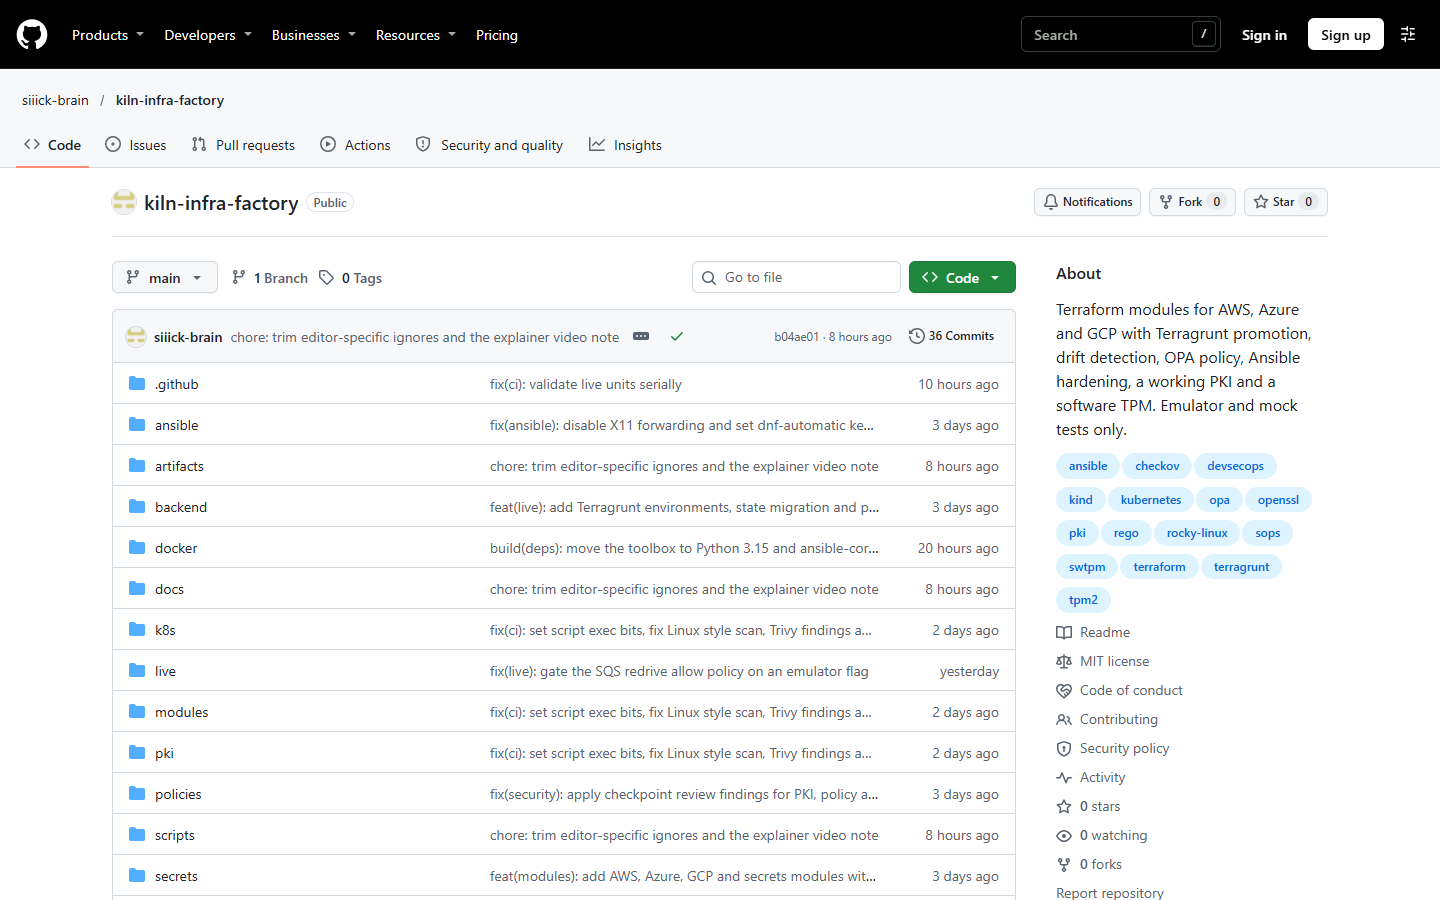 Products
Developers
Businesses
Resources
Pricing
Search
/
Sign in
Sign up
siiick-brain / kiln-infra-factory
Code
Issues
Pull requests
Actions
Security and quality
Insights
kiln-infra-factory
Public
Notifications
Fork 0
Star 0
main
1 Branch
0 Tags
Go to file
Code
siiick-brain chore: trim editor-specific ignores and the explainer video note
b04ae01 · 8 hours ago
36 Commits
.github fix(ci): validate live units serially 10 hours ago
ansible fix(ansible): disable X11 forwarding and set dnf-automatic ke... 3 days ago
artifacts chore: trim editor-specific ignores and the explainer video note 8 hours ago
backend feat(live): add Terragrunt environments, state migration and p... 3 days ago
docker build(deps): move the toolbox to Python 3.15 and ansible-cor... 20 hours ago
docs chore: trim editor-specific ignores and the explainer video note 8 hours ago
k8s fix(ci): set script exec bits, fix Linux style scan, Trivy findings a... 2 days ago
live fix(live): gate the SQS redrive allow policy on an emulator flag yesterday
modules fix(ci): set script exec bits, fix Linux style scan, Trivy findings a... 2 days ago
pki fix(ci): set script exec bits, fix Linux style scan, Trivy findings a... 2 days ago
policies fix(security): apply checkpoint review findings for PKI, policy a... 3 days ago
scripts chore: trim editor-specific ignores and the explainer video note 8 hours ago
secrets feat(modules): add AWS, Azure, GCP and secrets modules wit... 3 days ago
About
Terraform modules for AWS, Azure
and GCP with Terragrunt promotion,
drift detection, OPA policy, Ansible
hardening, a working PKI and a
software TPM. Emulator and mock
tests only.
ansible checkov devsecops
kind kubernetes opa openssl
pki rego rocky-linux sops
swtpm terraform terragrunt
tpm2
Readme
MIT license
Code of conduct
Contributing
Security policy
Activity
0 stars
0 watching
0 forks
Report repository